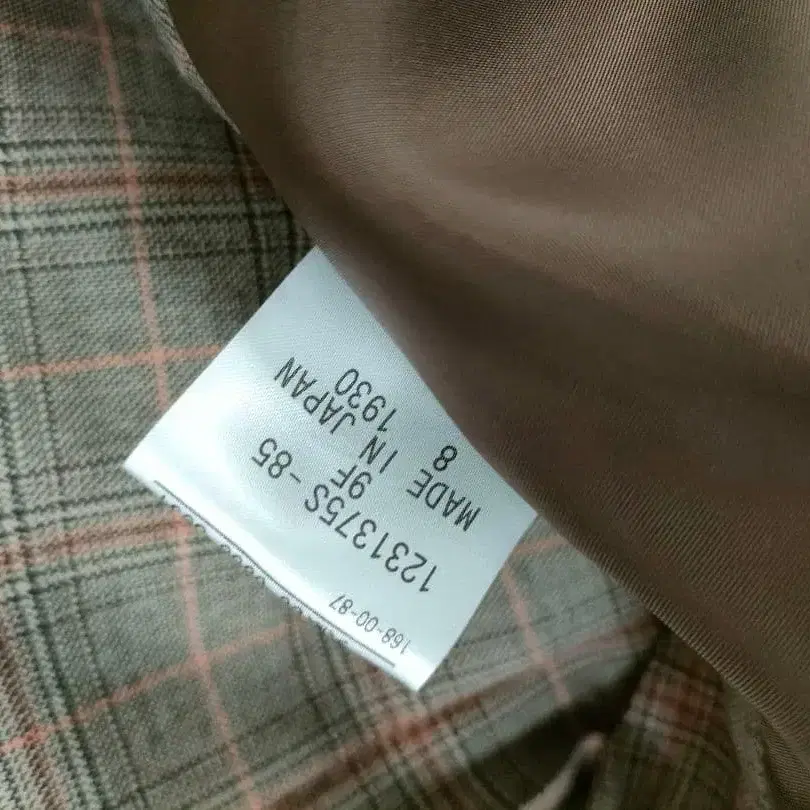 168-00-87
1231375S -85
9F
MADE IN JAPAN
8 1930